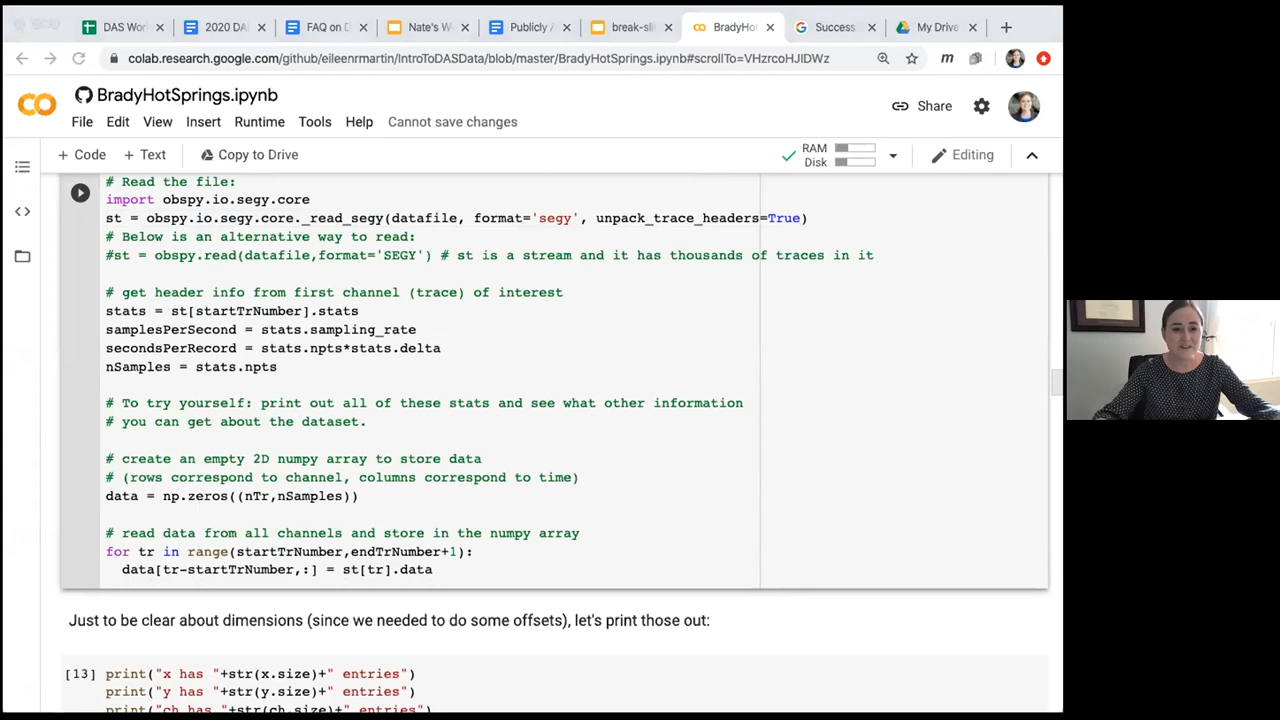 DAS Wor
2020 DA
FAQ on D
Nate's W
Publicly A
break-sli
BradyHot
Success
My Drive
colab.research.google.com/github/eileenrmartin/IntroToDASData/blob/master/BradyHotSprings.ipynb#scrollTo=VHzrcoHJIDWz
BradyHotSprings.ipynb
Share
File Edit View Insert Runtime Tools Help Cannot save changes
+ Code + Text Copy to Drive
RAM
Disk
Editing
# Read the file:
import obspy.io.segy.core
st = obspy.io.segy.core._read_segy(datafile, format='segy', unpack_trace_headers=True)
# Below is an alternative way to read:
#st = obspy.read(datafile,format='SEGY') # st is a stream and it has thousands of traces in it
# get header info from first channel (trace) of interest
stats = st[startTrNumber].stats
samplesPerSecond = stats.sampling_rate
secondsPerRecord = stats.npts*stats.delta
nSamples = stats.npts
# To try yourself: print out all of these stats and see what other information
# you can get about the dataset.
# create an empty 2D numpy array to store data
# (rows correspond to channel, columns correspond to time)
data = np.zeros((nTr,nSamples))
# read data from all channels and store in the numpy array
for tr in range(startTrNumber,endTrNumber+1):
data[tr-startTrNumber,:] = st[tr].data
Just to be clear about dimensions (since we needed to do some offsets), let's print those out:
[13] print("x has "+str(x.size)+" entries")
print("y has "+str(y.size)+" entries")
print("ch has "+str(ch.size)+" entries")